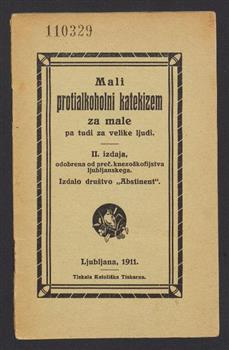 110329
Mali
protialkoholni katekizem
za male
pa tudi za velike ljudi.
II. izdaja,
odobrena od preč. knezoškofijstva
ljubljanskega.
Izdalo društvo „Abstinent“.
Ljubljana, 1911.
Tiskala Katoliška Tiskarna.